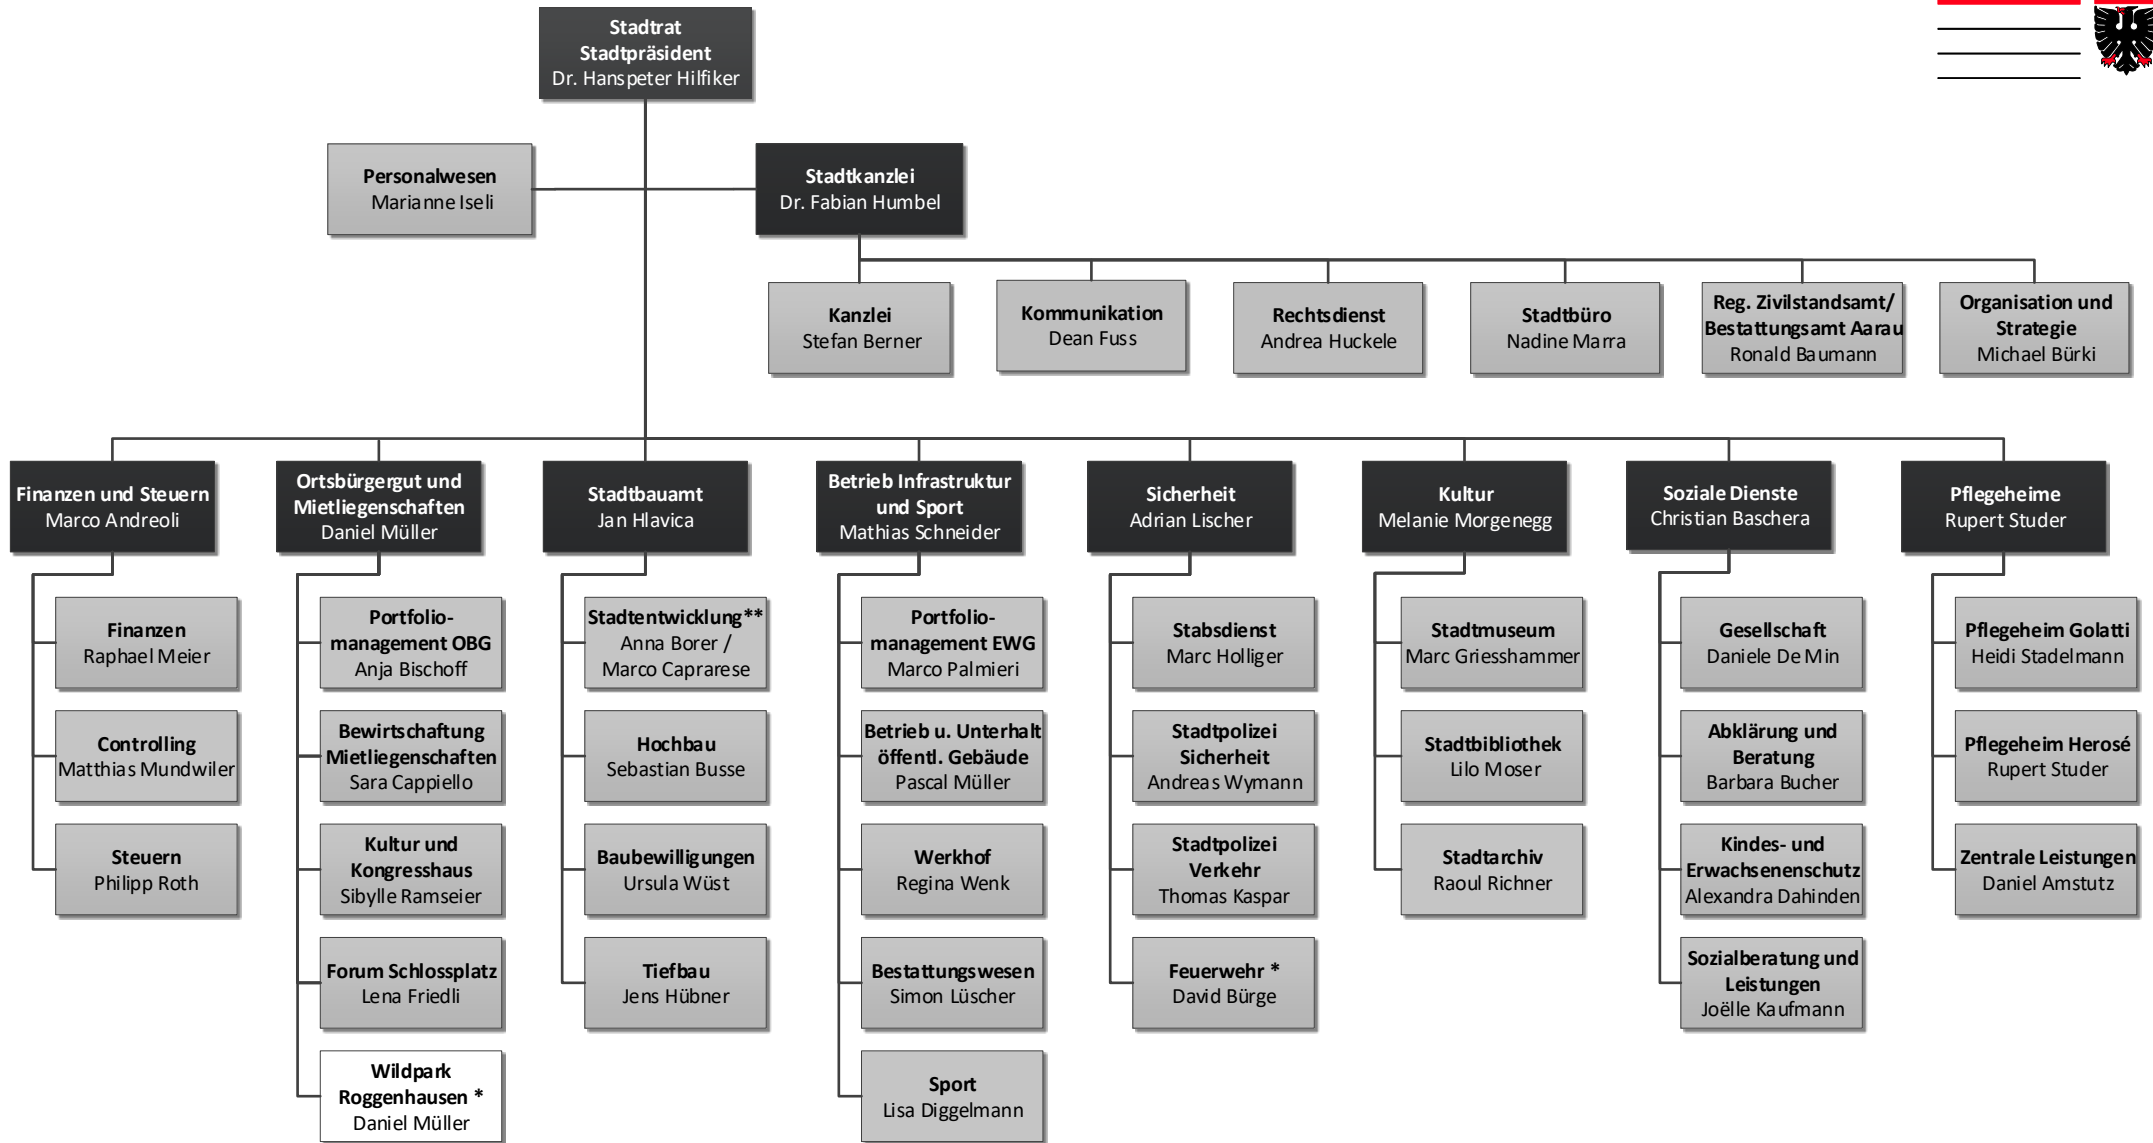 Stadtrat
Stadtpräsident
Dr. Hanspeter Hilfiker
Personalwesen
Marianne Iseli
Stadtkanzlei
Dr. Fabian Humbel
Kanzlei
Stefan Berner
Kommunikation
Dean Fuss
Rechtsdienst
Andrea Huckele
Stadtbüro
Nadine Marra
Reg. Zivilstandsamt/
Bestattungsamt Aarau
Ronald Baumann
Organisation und
Strategie
Michael Bürki
Finanzen und Steuern
Marco Andreoli
Finanzen
Raphael Meier
Controlling
Matthias Mundwiler
Steuern
Philipp Roth
Ortsbürgergut und
Mietliegenschaften
Daniel Müller
Portfolio-
management OBG
Anja Bischoff
Bewirtschaftung
Mietliegenschaften
Sara Cappiello
Kultur und
Kongresshaus
Sibylle Ramseier
Forum Schlossplatz
Lena Friedli
Wildpark
Roggenhausen *
Daniel Müller
Stadtbauamt
Jan Hlavica
Stadtentwicklung**
Anna Borer /
Marco Caprarese
Hochbau
Sebastian Busse
Baubewilligungen
Ursula Wüst
Tiefbau
Jens Hübner
Betrieb Infrastruktur
und Sport
Mathias Schneider
Portfolio-
management EWG
Marco Palmieri
Betrieb u. Unterhalt
öffentl. Gebäude
Pascal Müller
Werkhof
Regina Wenk
Bestattungswesen
Simon Lüscher
Sport
Lisa Diggelmann
Sicherheit
Adrian Lischer
Stabsdienst
Marc Holliger
Stadtpolizei
Sicherheit
Andreas Wymann
Stadtpolizei
Verkehr
Thomas Kaspar
Feuerwehr *
David Bürge
Kultur
Melanie Morgenegg
Stadtmuseum
Marc Griesshammer
Stadtbibliothek
Lilo Moser
Stadtarchiv
Raoul Richner
Soziale Dienste
Christian Baschera
Gesellschaft
Daniele De Min
Abklärung und
Beratung
Barbara Bucher
Kindes- und
Erwachsenenschutz
Alexandra Dahinden
Sozialberatung und
Leistungen
Joëlle Kaufmann
Pflegeheime
Rupert Studer
Pflegeheim Golatti
Heidi Stadelmann
Pflegeheim Herosé
Rupert Studer
Zentrale Leistungen
Daniel Amstutz